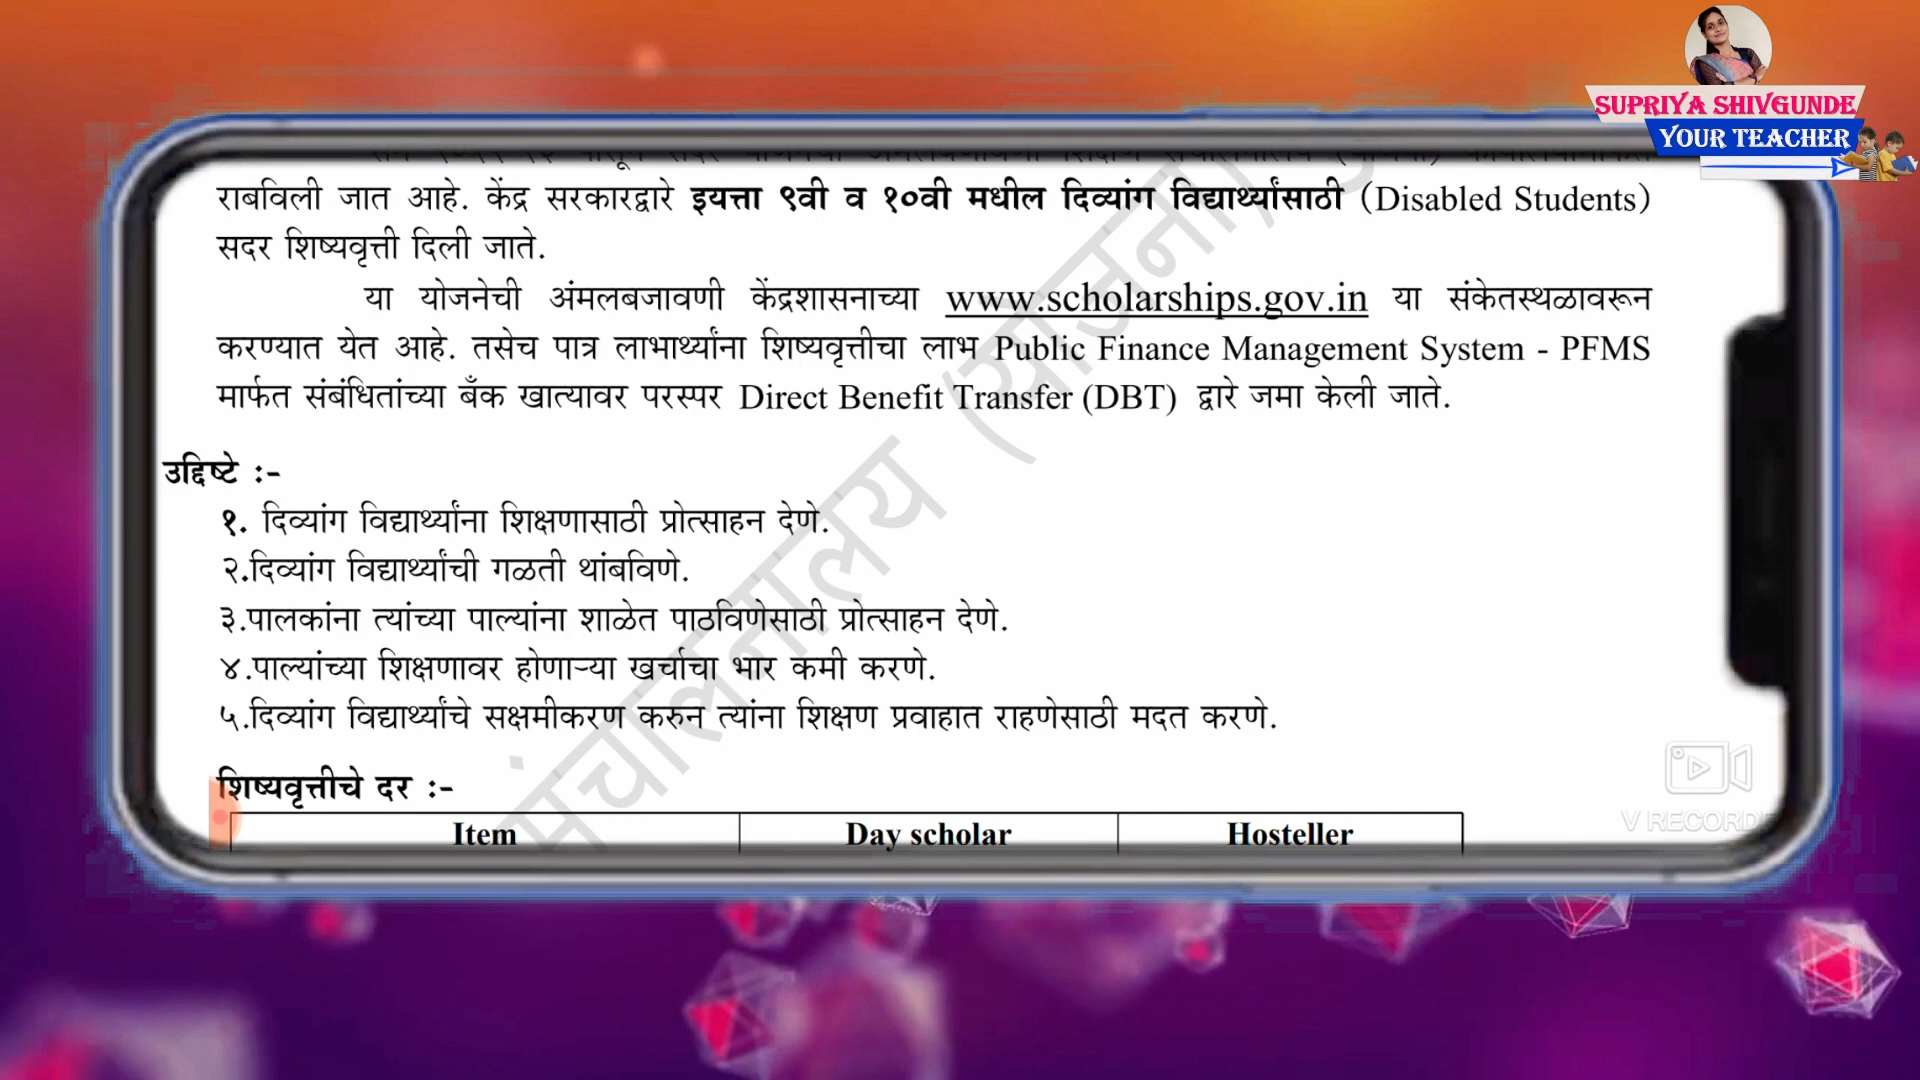 SUPRIYA SHIVGUNDE
YOUR TEACHER
राबविली जात आहे. केंद्र सरकारद्वारे इयत्ता ९वी व १०वी मधील दिव्यांग विद्यार्थ्यांसाठी (Disabled Students)
सदर शिष्यवृत्ती दिली जाते.
या योजनेची अंमलबजावणी केंद्रशासनाच्या www.scholarships.gov.in या संकेतस्थळावरून
करण्यात येत आहे. तसेच पात्र लाभार्थ्यांना शिष्यवृत्तीचा लाभ Public Finance Management System - PFMS
मार्फत संबंधितांच्या बँक खात्यावर परस्पर Direct Benefit Transfer (DBT) द्वारे जमा केली जाते.
उद्दिष्टे :-
१. दिव्यांग विद्यार्थ्यांना शिक्षणासाठी प्रोत्साहन देणे.
२.दिव्यांग विद्यार्थ्यांची गळती थांबविणे.
३.पालकांना त्यांच्या पाल्यांना शाळेत पाठविणेसाठी प्रोत्साहन देणे.
४.पाल्यांच्या शिक्षणावर होणाऱ्या खर्चाचा भार कमी करणे.
५.दिव्यांग विद्यार्थ्यांचे सक्षमीकरण करुन त्यांना शिक्षण प्रवाहात राहणेसाठी मदत करणे.
शिष्यवृत्तीचे दर :-
Item Day scholar Hosteller
संचालनालय (योजना)
V RECORDE